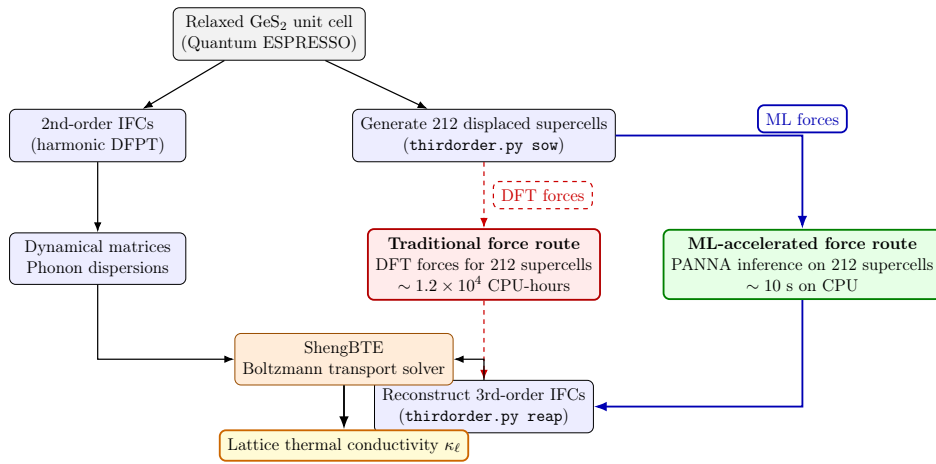 Relaxed GeS₂ unit cell
(Quantum ESPRESSO)
2nd-order IFCs
(harmonic DFPT)
Generate 212 displaced supercells
(thirdorder.py sow)
ML forces
DFT forces
Dynamical matrices
Phonon dispersions
Traditional force route
DFT forces for 212 supercells
∼ 1.2 × 10⁴ CPU-hours
ML-accelerated force route
PANNA inference on 212 supercells
∼ 10 s on CPU
ShengBTE
Boltzmann transport solver
Reconstruct 3rd-order IFCs
(thirdorder.py reap)
Lattice thermal conductivity κ_ℓ